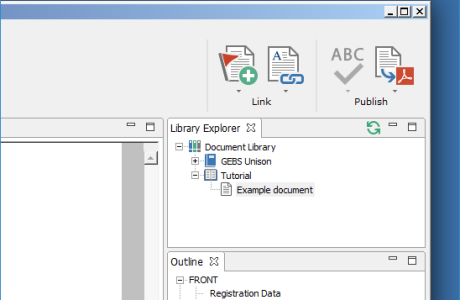 ABC
A
Link
Publish
Library Explorer
Document Library
GEBS Unison
Tutorial
Example document
Outline
FRONT
Registration Data